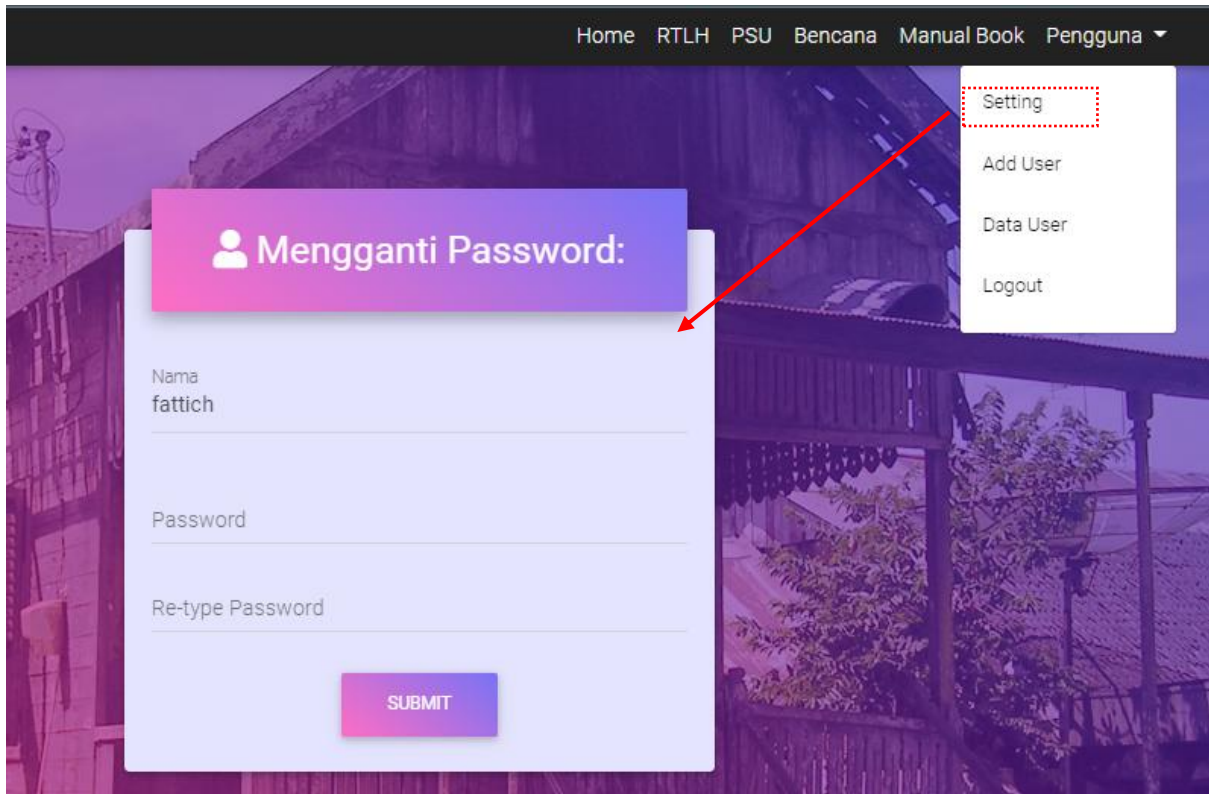 Home RTLH PSU Bencana Manual Book Pengguna
Setting
Add User
Data User
Logout
Mengganti Password:
Nama
fattich
Password
Re-type Password
SUBMIT